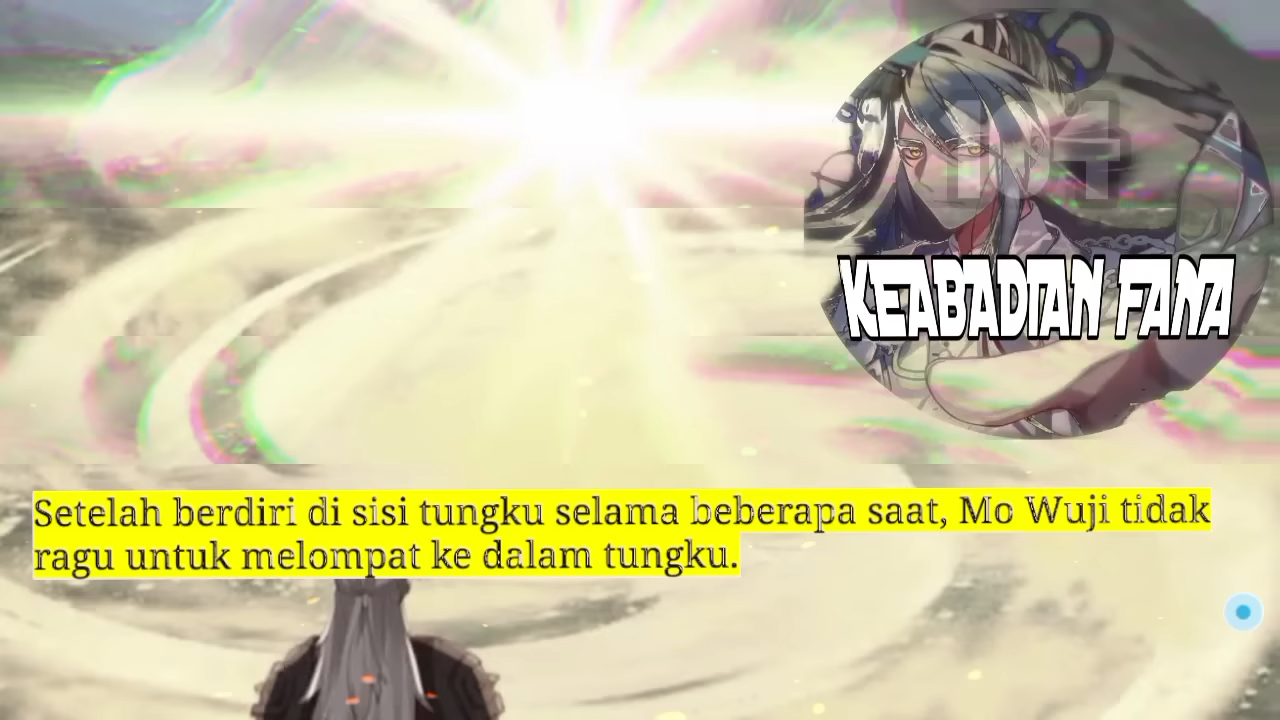 KEABADIAN FANA
Setelah berdiri di sisi tungku selama beberapa saat, Mo Wuji tidak
ragu untuk melompat ke dalam tungku.